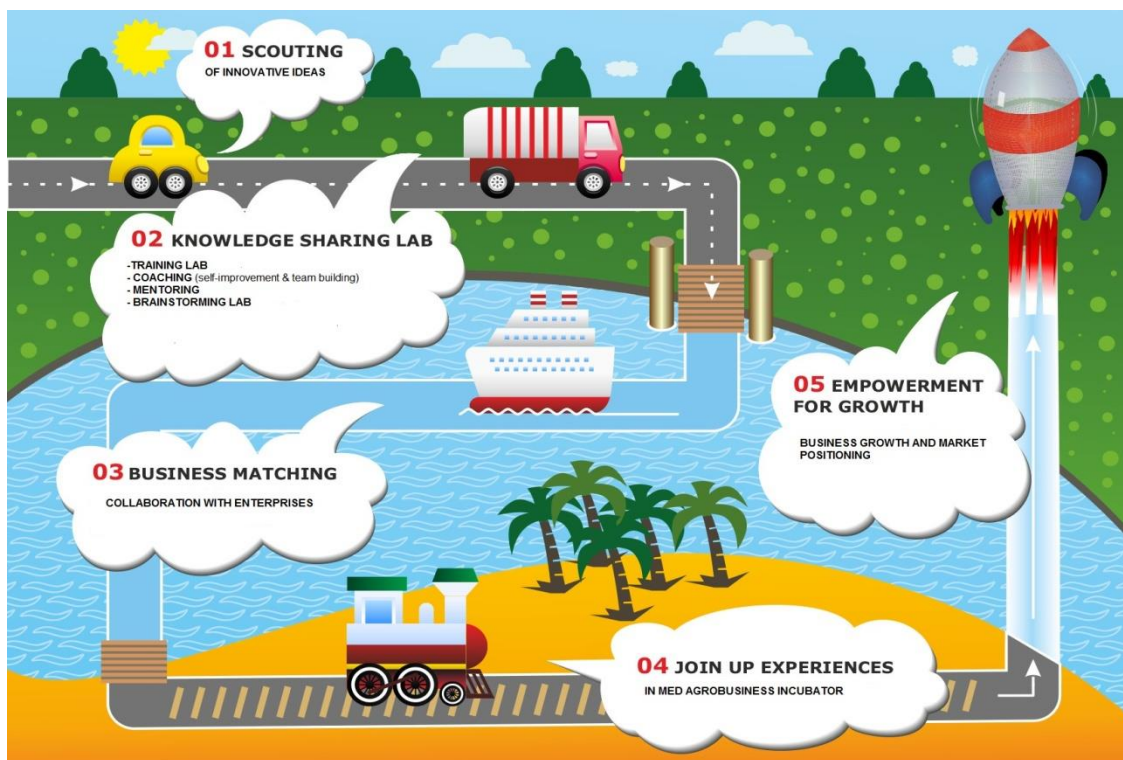 01 SCOUTING
OF INNOVATIVE IDEAS
02 KNOWLEDGE SHARING LAB
-TRAINING LAB
- COACHING (self-improvement & team building)
- MENTORING
- BRAINSTORMING LAB
03 BUSINESS MATCHING
COLLABORATION WITH ENTERPRISES
04 JOIN UP EXPERIENCES
IN MED AGROBUSINESS INCUBATOR
05 EMPOWERMENT
FOR GROWTH
BUSINESS GROWTH AND MARKET
POSITIONING